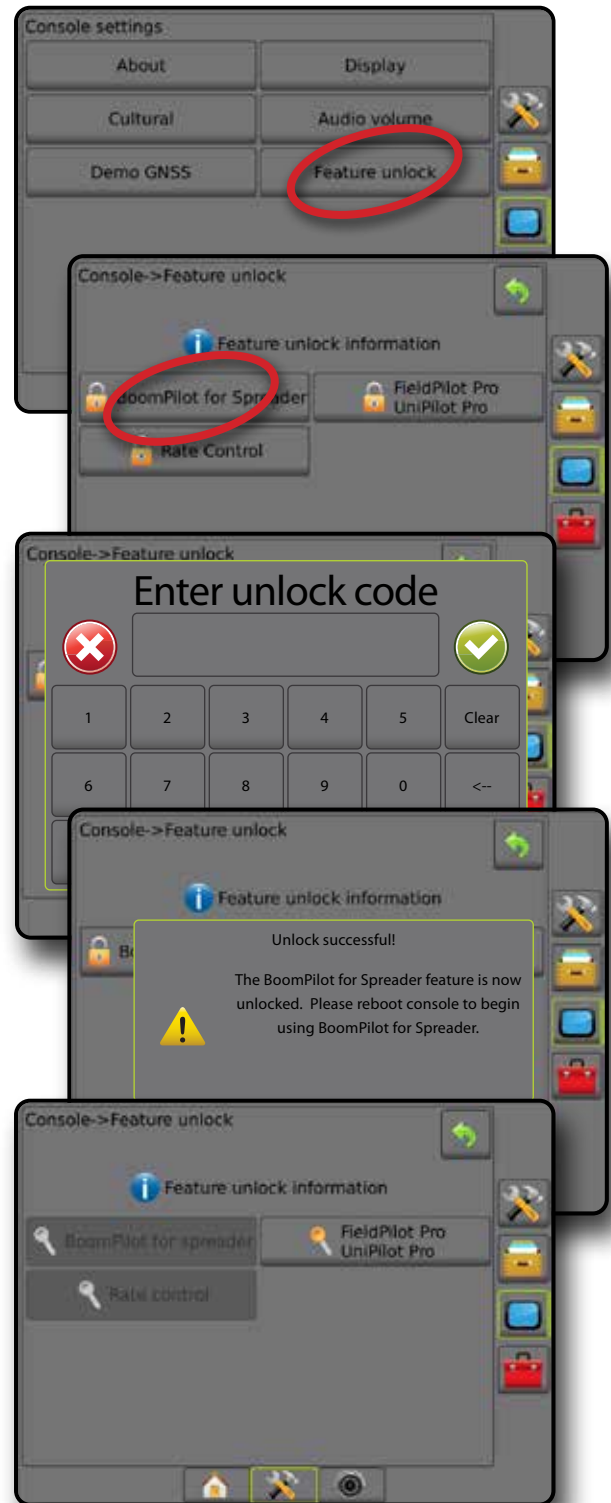 Console settings
About Display
Cultural Audio volume
Demo GNSS Feature unlock
Console->Feature unlock
Feature unlock information
BoomPilot for Spreader FieldPilot Pro
UniPilot Pro
Rate Control
Console->Feature unlock
Enter unlock code
1 2 3 4 5 Clear
6 7 8 9 0 <--
Console->Feature unlock
Feature unlock information
Unlock successful!
The BoomPilot for Spreader feature is now
unlocked. Please reboot console to begin
using BoomPilot for Spreader.
Console->Feature unlock
Feature unlock information
BoomPilot for spreader FieldPilot Pro
UniPilot Pro
Rate control